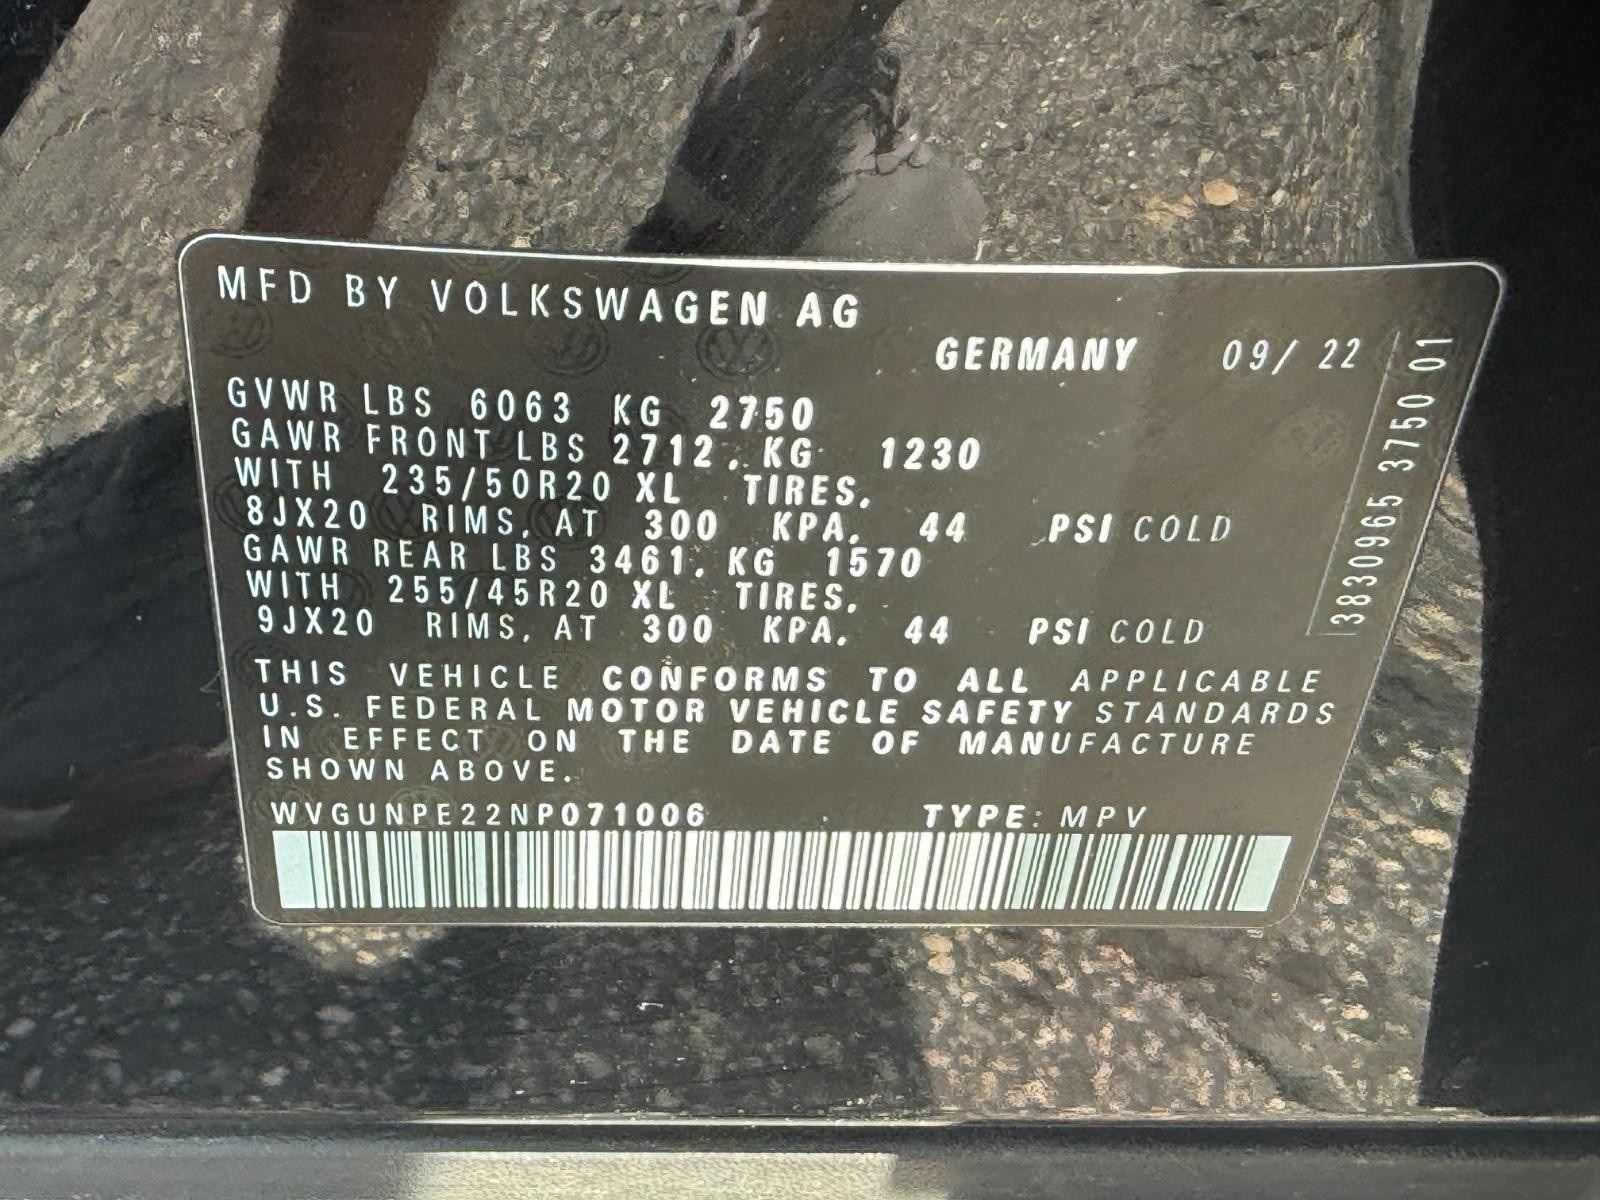 MFD BY VOLKSWAGEN AG
GERMANY 09/ 22
GVWR LBS 6063 KG 2750
GAWR FRONT LBS 2712. KG 1230
WITH 235/50R20 XL TIRES,
8JX20 RIMS, AT 300 KPA, 44 PSI COLD
GAWR REAR LBS 3461. KG 1570
WITH 255/45R20 XL TIRES,
9JX20 RIMS, AT 300 KPA, 44 PSI COLD
THIS VEHICLE CONFORMS TO ALL APPLICABLE
U.S. FEDERAL MOTOR VEHICLE SAFETY STANDARDS
IN EFFECT ON THE DATE OF MANUFACTURE
SHOWN ABOVE.
WVGUNPE22NP071006 TYPE: MPV
3830965 3750 01